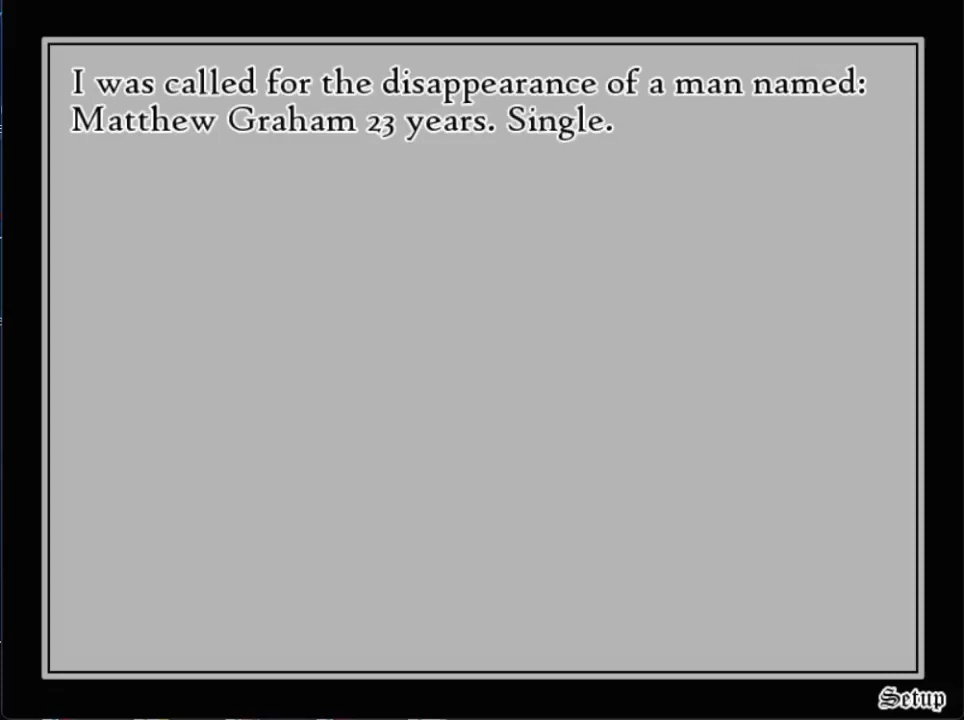 I was called for the disappearance of a man named:
Matthew Graham 23 years. Single.
Setup